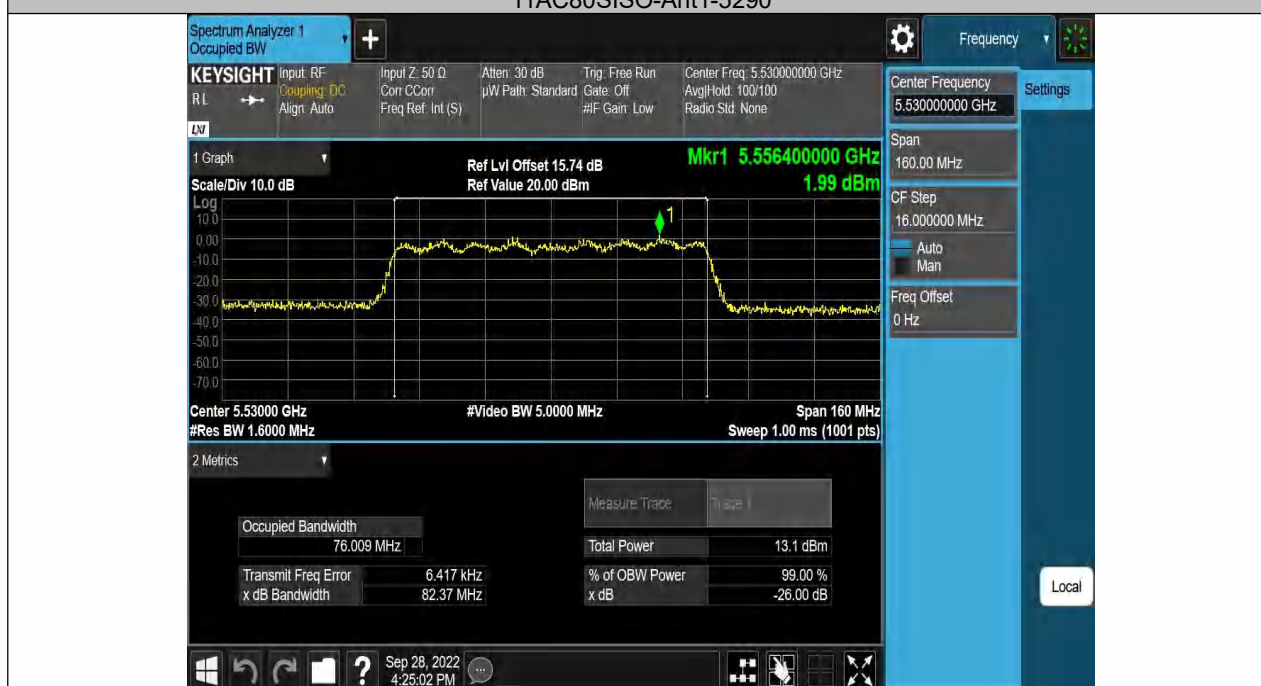 11AC80SISO-Ant1-5290
Spectrum Analyzer 1
Occupied BW
Frequency
KEYSIGHT
Input: RF
Coupling: DC
Align: Auto
Input Z: 50 Ω
Corr CCorr
Freq Ref: Int (S)
Atten: 30 dB
µW Path: Standard
Trig: Free Run
Gate: Off
#IF Gain: Low
Center Freq: 5.530000000 GHz
Avg|Hold: 100/100
Radio Std: None
R L
LXI
Center Frequency
5.530000000 GHz
Settings
Span
160.00 MHz
CF Step
16.000000 MHz
Auto
Man
Freq Offset
0 Hz
Local
1 Graph
Ref Lvl Offset 15.74 dB
Mkr1 5.556400000 GHz
Scale/Div 10.0 dB
Ref Value 20.00 dBm
1.99 dBm
Log
10.0
0.00
-10.0
-20.0
-30.0
-40.0
-50.0
-60.0
-70.0
1
Center 5.53000 GHz
#Video BW 5.0000 MHz
Span 160 MHz
#Res BW 1.6000 MHz
Sweep 1.00 ms (1001 pts)
2 Metrics
Measure Trace
Trace 1
Occupied Bandwidth
76.009 MHz
Total Power
13.1 dBm
Transmit Freq Error
6.417 kHz
% of OBW Power
99.00 %
x dB Bandwidth
82.37 MHz
x dB
-26.00 dB
Sep 28, 2022
4:25:02 PM